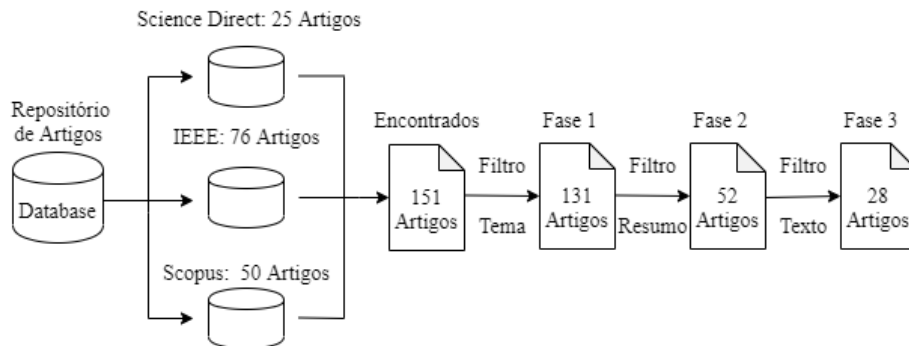 Science Direct: 25 Artigos
Repositório
de Artigos
Database
IEEE: 76 Artigos
Scopus: 50 Artigos
Encontrados
151
Artigos
Filtro
Tema
Fase 1
131
Artigos
Filtro
Resumo
Fase 2
52
Artigos
Filtro
Texto
Fase 3
28
Artigos